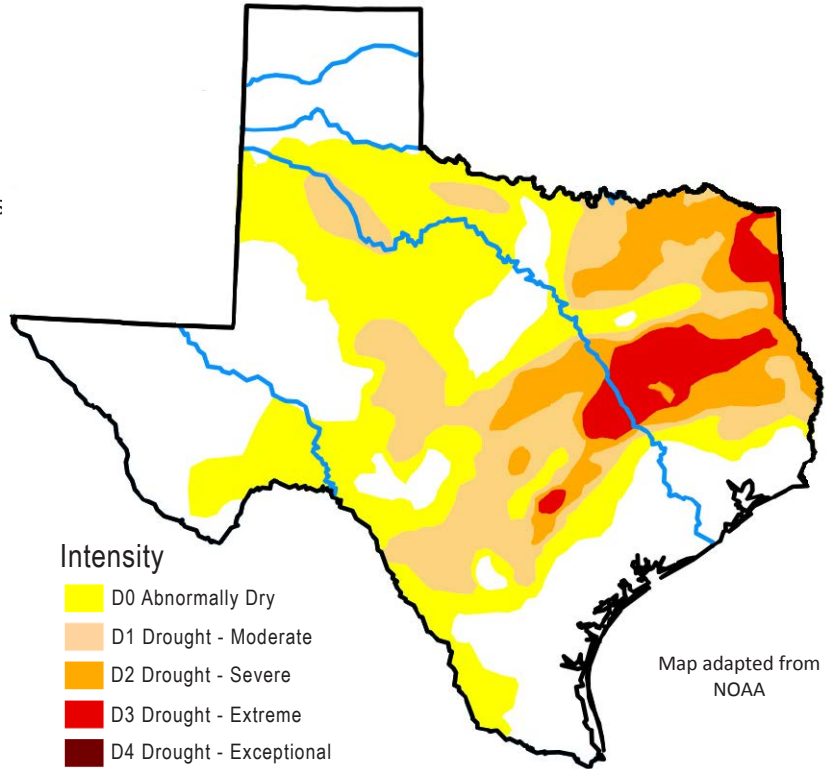 s
Intensity
D0 Abnormally Dry
D1 Drought - Moderate
D2 Drought - Severe
D3 Drought - Extreme
D4 Drought - Exceptional
Map adapted from
NOAA